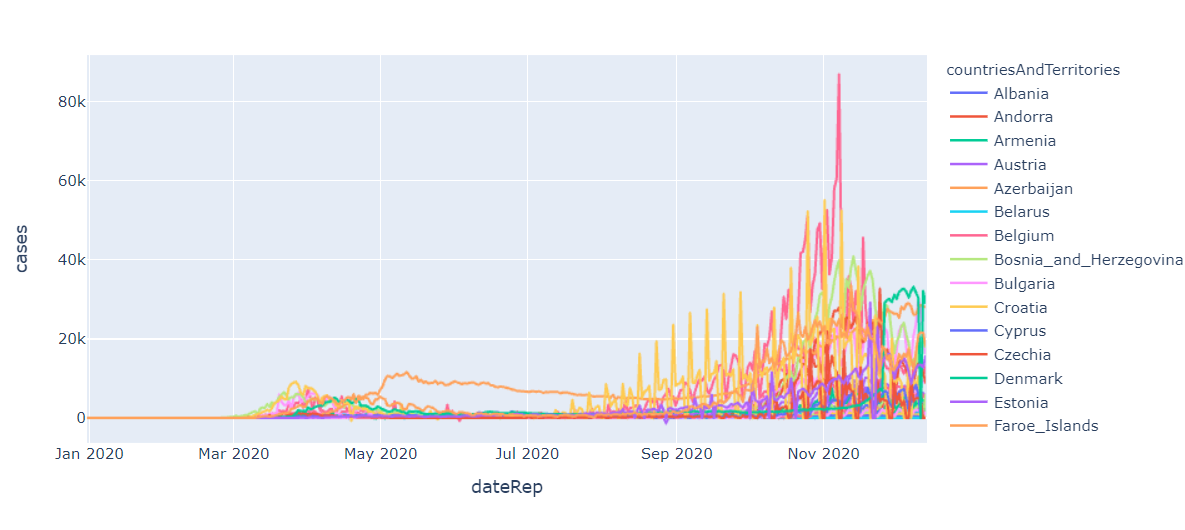 countriesAndTerritories
Albania
Andorra
Armenia
Austria
Azerbaijan
Belarus
Belgium
Bosnia_and_Herzegovina
Bulgaria
Croatia
Cyprus
Czechia
Denmark
Estonia
Faroe_Islands
80k
60k
40k
20k
0
cases
Jan 2020 Mar 2020 May 2020 Jul 2020 Sep 2020 Nov 2020
dateRep